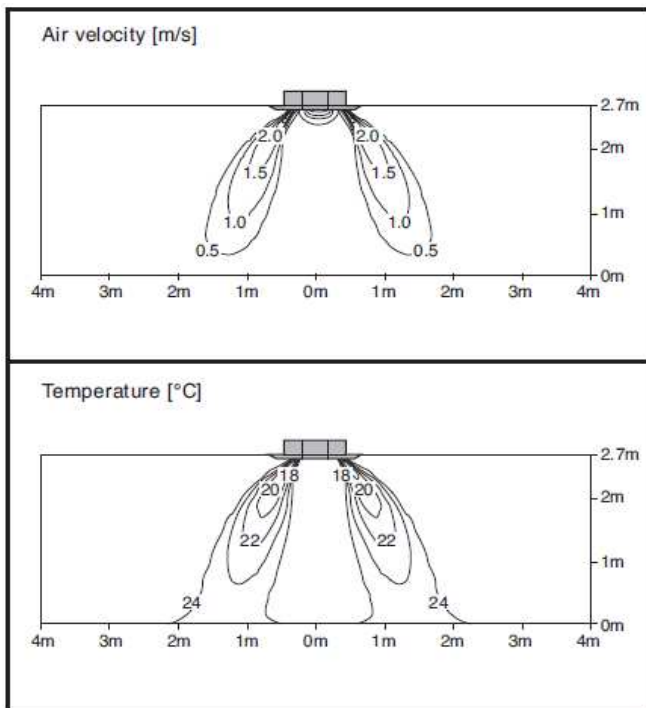 Air velocity [m/s]
2.7m
2.0 2.0
2m
1.5 1.5
1.0 1.0
1m
0.5 0.5
0m
4m 3m 2m 1m 0m 1m 2m 3m 4m
Temperature [°C]
2.7m
18 18
20 20
2m
22 22
1m
24 24
0m
4m 3m 2m 1m 0m 1m 2m 3m 4m